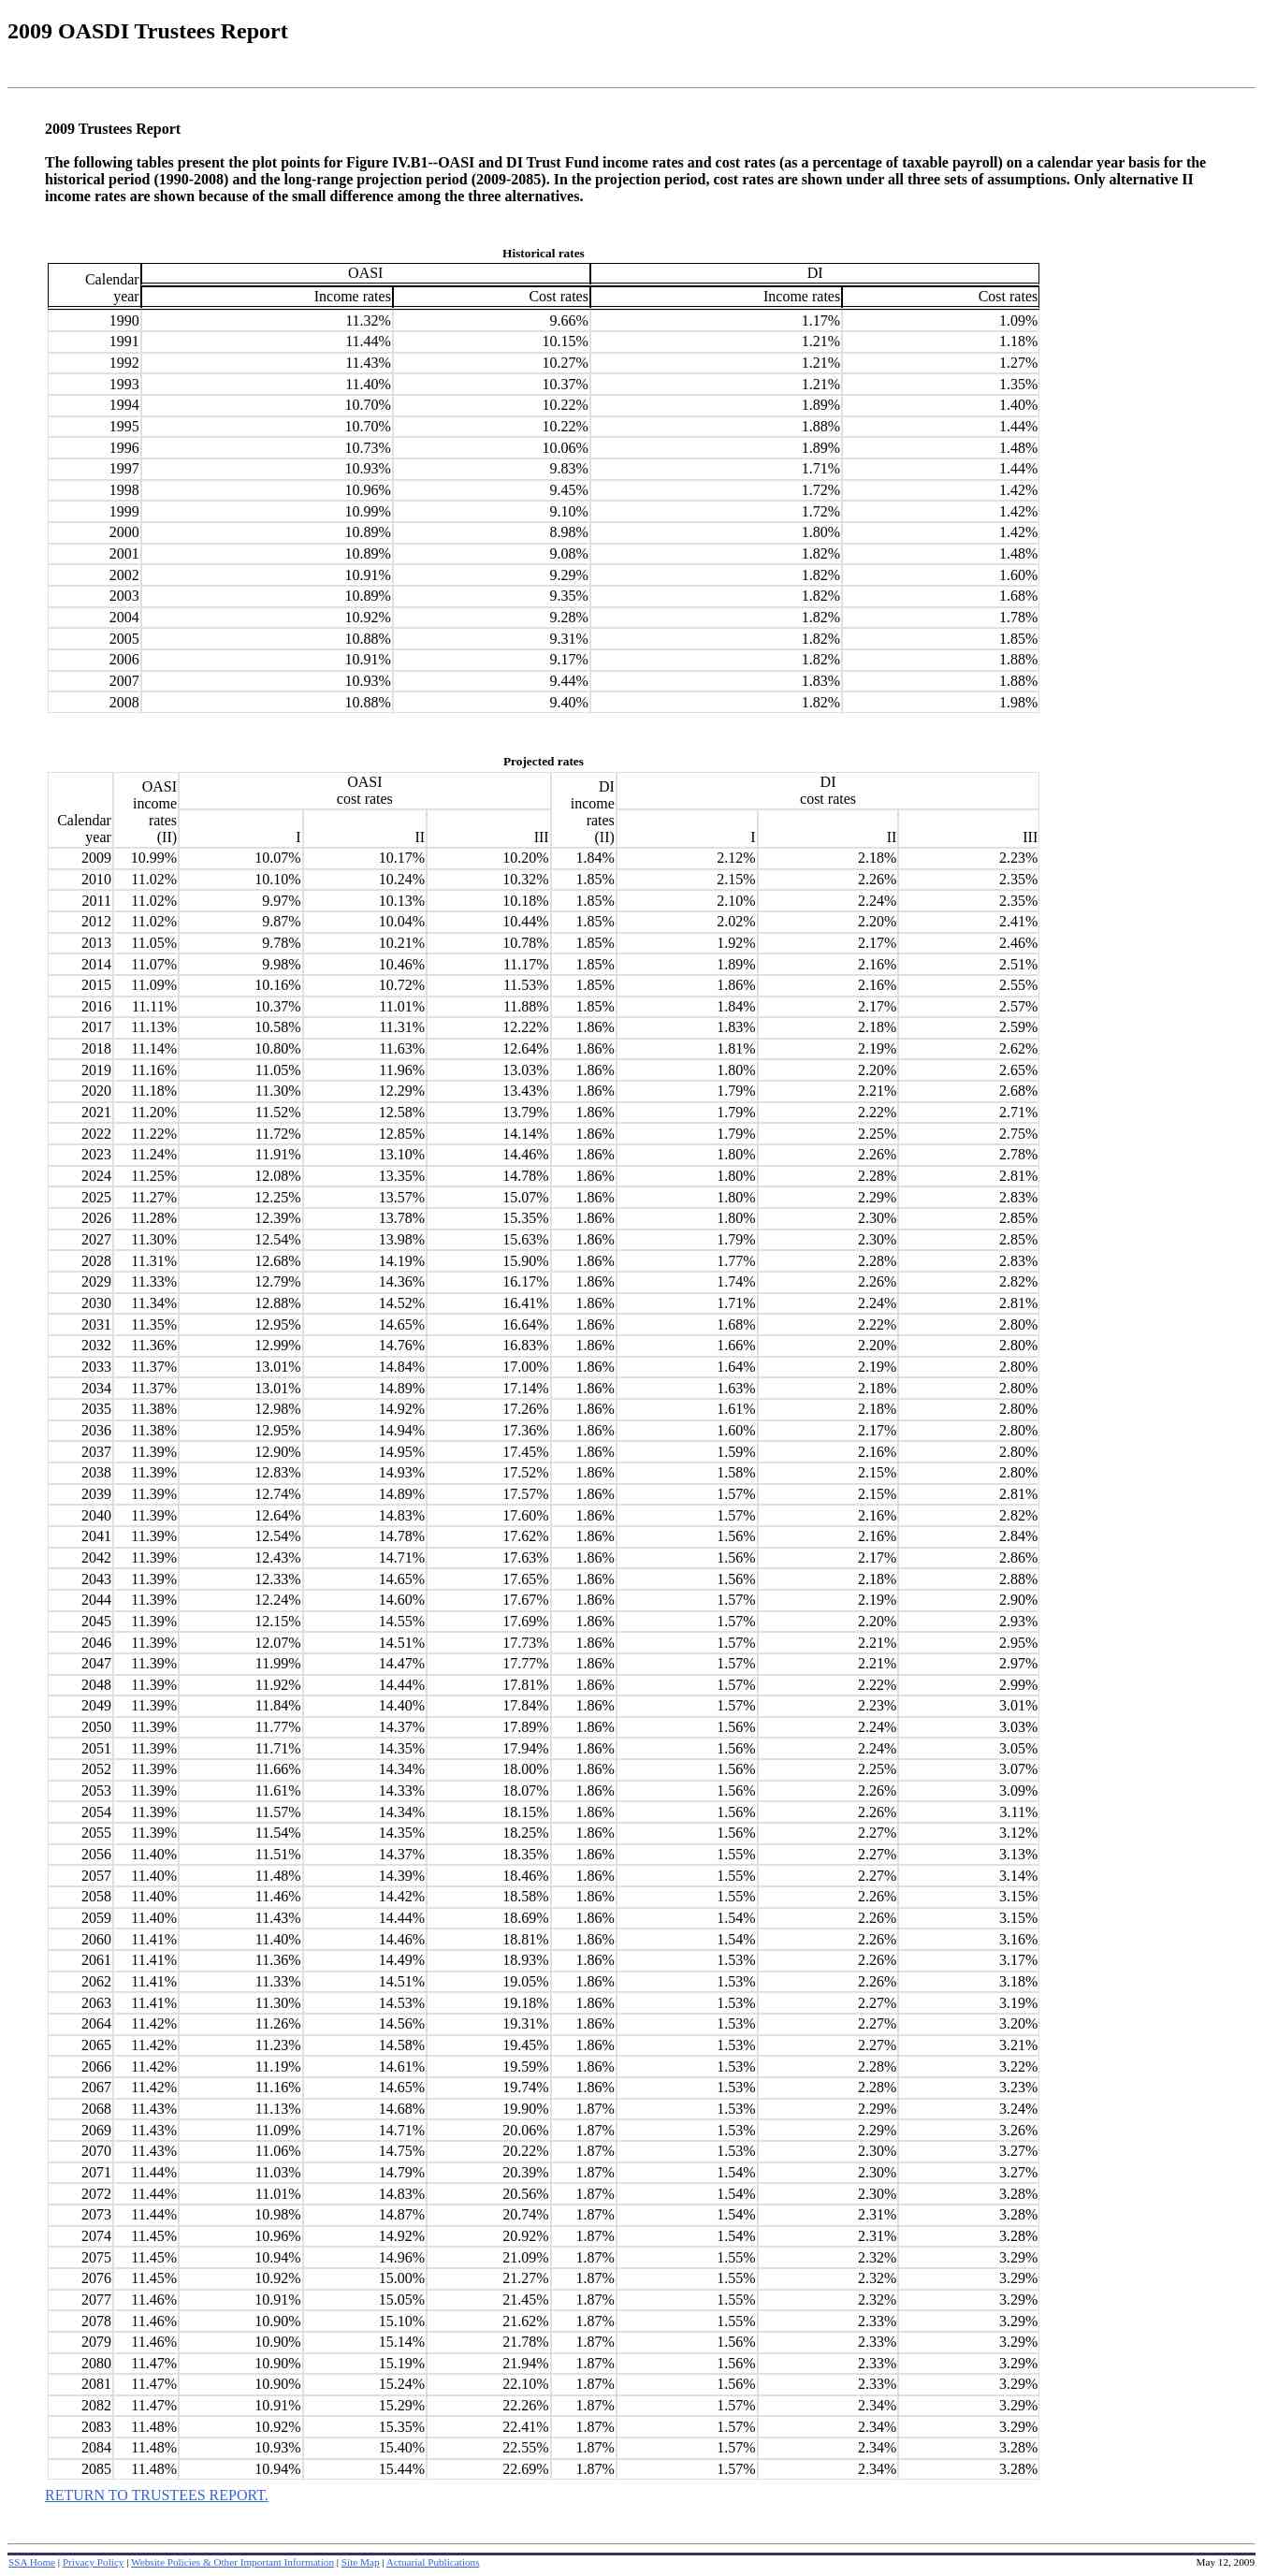 2009 OASDI Trustees Report
2009 Trustees Report
The following tables present the plot points for Figure IV.B1--OASI and DI Trust Fund income rates and cost rates (as a percentage of taxable payroll) on a calendar year basis for the
historical period (1990-2008) and the long-range projection period (2009-2085). In the projection period, cost rates are shown under all three sets of assumptions. Only alternative II
income rates are shown because of the small difference among the three alternatives.
Historical rates
Calendar year OASI DI
Income rates Cost rates Income rates Cost rates
1990 11.32% 9.66% 1.17% 1.09%
1991 11.44% 10.15% 1.21% 1.18%
1992 11.43% 10.27% 1.21% 1.27%
1993 11.40% 10.37% 1.21% 1.35%
1994 10.70% 10.22% 1.89% 1.40%
1995 10.70% 10.22% 1.88% 1.44%
1996 10.73% 10.06% 1.89% 1.48%
1997 10.93% 9.83% 1.71% 1.44%
1998 10.96% 9.45% 1.72% 1.42%
1999 10.99% 9.10% 1.72% 1.42%
2000 10.89% 8.98% 1.80% 1.42%
2001 10.89% 9.08% 1.82% 1.48%
2002 10.91% 9.29% 1.82% 1.60%
2003 10.89% 9.35% 1.82% 1.68%
2004 10.92% 9.28% 1.82% 1.78%
2005 10.88% 9.31% 1.82% 1.85%
2006 10.91% 9.17% 1.82% 1.88%
2007 10.93% 9.44% 1.83% 1.88%
2008 10.88% 9.40% 1.82% 1.98%
Projected rates
Calendar year OASI income rates (II) OASI cost rates DI income rates (II) DI cost rates
I II III I II III
2009 10.99% 10.07% 10.17% 10.20% 1.84% 2.12% 2.18% 2.23%
2010 11.02% 10.10% 10.24% 10.32% 1.85% 2.15% 2.26% 2.35%
2011 11.02% 9.97% 10.13% 10.18% 1.85% 2.10% 2.24% 2.35%
2012 11.02% 9.87% 10.04% 10.44% 1.85% 2.02% 2.20% 2.41%
2013 11.05% 9.78% 10.21% 10.78% 1.85% 1.92% 2.17% 2.46%
2014 11.07% 9.98% 10.46% 11.17% 1.85% 1.89% 2.16% 2.51%
2015 11.09% 10.16% 10.72% 11.53% 1.85% 1.86% 2.16% 2.55%
2016 11.11% 10.37% 11.01% 11.88% 1.85% 1.84% 2.17% 2.57%
2017 11.13% 10.58% 11.31% 12.22% 1.86% 1.83% 2.18% 2.59%
2018 11.14% 10.80% 11.63% 12.64% 1.86% 1.81% 2.19% 2.62%
2019 11.16% 11.05% 11.96% 13.03% 1.86% 1.80% 2.20% 2.65%
2020 11.18% 11.30% 12.29% 13.43% 1.86% 1.79% 2.21% 2.68%
2021 11.20% 11.52% 12.58% 13.79% 1.86% 1.79% 2.22% 2.71%
2022 11.22% 11.72% 12.85% 14.14% 1.86% 1.79% 2.25% 2.75%
2023 11.24% 11.91% 13.10% 14.46% 1.86% 1.80% 2.26% 2.78%
2024 11.25% 12.08% 13.35% 14.78% 1.86% 1.80% 2.28% 2.81%
2025 11.27% 12.25% 13.57% 15.07% 1.86% 1.80% 2.29% 2.83%
2026 11.28% 12.39% 13.78% 15.35% 1.86% 1.80% 2.30% 2.85%
2027 11.30% 12.54% 13.98% 15.63% 1.86% 1.79% 2.30% 2.85%
2028 11.31% 12.68% 14.19% 15.90% 1.86% 1.77% 2.28% 2.83%
2029 11.33% 12.79% 14.36% 16.17% 1.86% 1.74% 2.26% 2.82%
2030 11.34% 12.88% 14.52% 16.41% 1.86% 1.71% 2.24% 2.81%
2031 11.35% 12.95% 14.65% 16.64% 1.86% 1.68% 2.22% 2.80%
2032 11.36% 12.99% 14.76% 16.83% 1.86% 1.66% 2.20% 2.80%
2033 11.37% 13.01% 14.84% 17.00% 1.86% 1.64% 2.19% 2.80%
2034 11.37% 13.01% 14.89% 17.14% 1.86% 1.63% 2.18% 2.80%
2035 11.38% 12.98% 14.92% 17.26% 1.86% 1.61% 2.18% 2.80%
2036 11.38% 12.95% 14.94% 17.36% 1.86% 1.60% 2.17% 2.80%
2037 11.39% 12.90% 14.95% 17.45% 1.86% 1.59% 2.16% 2.80%
2038 11.39% 12.83% 14.93% 17.52% 1.86% 1.58% 2.15% 2.80%
2039 11.39% 12.74% 14.89% 17.57% 1.86% 1.57% 2.15% 2.81%
2040 11.39% 12.64% 14.83% 17.60% 1.86% 1.57% 2.16% 2.82%
2041 11.39% 12.54% 14.78% 17.62% 1.86% 1.56% 2.16% 2.84%
2042 11.39% 12.43% 14.71% 17.63% 1.86% 1.56% 2.17% 2.86%
2043 11.39% 12.33% 14.65% 17.65% 1.86% 1.56% 2.18% 2.88%
2044 11.39% 12.24% 14.60% 17.67% 1.86% 1.57% 2.19% 2.90%
2045 11.39% 12.15% 14.55% 17.69% 1.86% 1.57% 2.20% 2.93%
2046 11.39% 12.07% 14.51% 17.73% 1.86% 1.57% 2.21% 2.95%
2047 11.39% 11.99% 14.47% 17.77% 1.86% 1.57% 2.21% 2.97%
2048 11.39% 11.92% 14.44% 17.81% 1.86% 1.57% 2.22% 2.99%
2049 11.39% 11.84% 14.40% 17.84% 1.86% 1.57% 2.23% 3.01%
2050 11.39% 11.77% 14.37% 17.89% 1.86% 1.56% 2.24% 3.03%
2051 11.39% 11.71% 14.35% 17.94% 1.86% 1.56% 2.24% 3.05%
2052 11.39% 11.66% 14.34% 18.00% 1.86% 1.56% 2.25% 3.07%
2053 11.39% 11.61% 14.33% 18.07% 1.86% 1.56% 2.26% 3.09%
2054 11.39% 11.57% 14.34% 18.15% 1.86% 1.56% 2.26% 3.11%
2055 11.39% 11.54% 14.35% 18.25% 1.86% 1.56% 2.27% 3.12%
2056 11.40% 11.51% 14.37% 18.35% 1.86% 1.55% 2.27% 3.13%
2057 11.40% 11.48% 14.39% 18.46% 1.86% 1.55% 2.27% 3.14%
2058 11.40% 11.46% 14.42% 18.58% 1.86% 1.55% 2.26% 3.15%
2059 11.40% 11.43% 14.44% 18.69% 1.86% 1.54% 2.26% 3.15%
2060 11.41% 11.40% 14.46% 18.81% 1.86% 1.54% 2.26% 3.16%
2061 11.41% 11.36% 14.49% 18.93% 1.86% 1.53% 2.26% 3.17%
2062 11.41% 11.33% 14.51% 19.05% 1.86% 1.53% 2.26% 3.18%
2063 11.41% 11.30% 14.53% 19.18% 1.86% 1.53% 2.27% 3.19%
2064 11.42% 11.26% 14.56% 19.31% 1.86% 1.53% 2.27% 3.20%
2065 11.42% 11.23% 14.58% 19.45% 1.86% 1.53% 2.27% 3.21%
2066 11.42% 11.19% 14.61% 19.59% 1.86% 1.53% 2.28% 3.22%
2067 11.42% 11.16% 14.65% 19.74% 1.86% 1.53% 2.28% 3.23%
2068 11.43% 11.13% 14.68% 19.90% 1.87% 1.53% 2.29% 3.24%
2069 11.43% 11.09% 14.71% 20.06% 1.87% 1.53% 2.29% 3.26%
2070 11.43% 11.06% 14.75% 20.22% 1.87% 1.53% 2.30% 3.27%
2071 11.44% 11.03% 14.79% 20.39% 1.87% 1.54% 2.30% 3.27%
2072 11.44% 11.01% 14.83% 20.56% 1.87% 1.54% 2.30% 3.28%
2073 11.44% 10.98% 14.87% 20.74% 1.87% 1.54% 2.31% 3.28%
2074 11.45% 10.96% 14.92% 20.92% 1.87% 1.54% 2.31% 3.28%
2075 11.45% 10.94% 14.96% 21.09% 1.87% 1.55% 2.32% 3.29%
2076 11.45% 10.92% 15.00% 21.27% 1.87% 1.55% 2.32% 3.29%
2077 11.46% 10.91% 15.05% 21.45% 1.87% 1.55% 2.32% 3.29%
2078 11.46% 10.90% 15.10% 21.62% 1.87% 1.55% 2.33% 3.29%
2079 11.46% 10.90% 15.14% 21.78% 1.87% 1.56% 2.33% 3.29%
2080 11.47% 10.90% 15.19% 21.94% 1.87% 1.56% 2.33% 3.29%
2081 11.47% 10.90% 15.24% 22.10% 1.87% 1.56% 2.33% 3.29%
2082 11.47% 10.91% 15.29% 22.26% 1.87% 1.57% 2.34% 3.29%
2083 11.48% 10.92% 15.35% 22.41% 1.87% 1.57% 2.34% 3.29%
2084 11.48% 10.93% 15.40% 22.55% 1.87% 1.57% 2.34% 3.28%
2085 11.48% 10.94% 15.44% 22.69% 1.87% 1.57% 2.34% 3.28%
RETURN TO TRUSTEES REPORT.
SSA Home | Privacy Policy | Website Policies & Other Important Information | Site Map | Actuarial Publications May 12, 2009